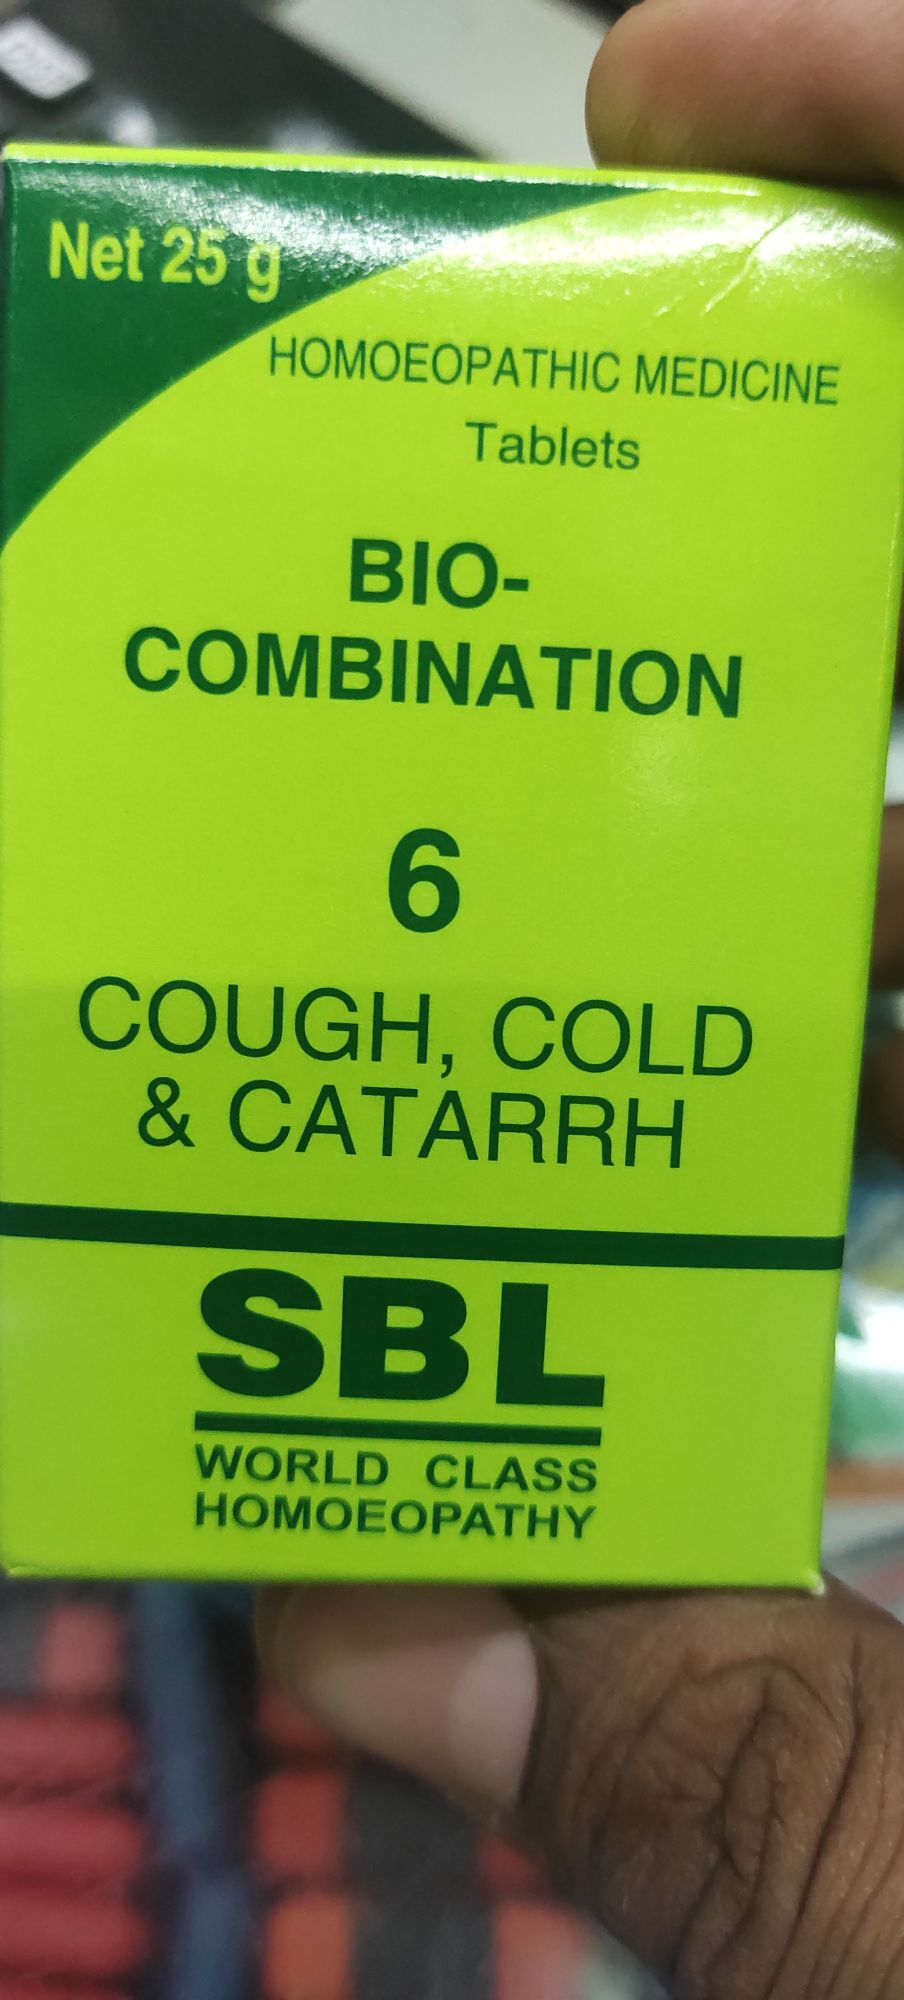 Net 25 g
HOMOEOPATHIC MEDICINE
Tablets
BIO-
COMBINATION
6
COUGH, COLD
& CATARRH
SBL
WORLD CLASS
HOMOEOPATHY